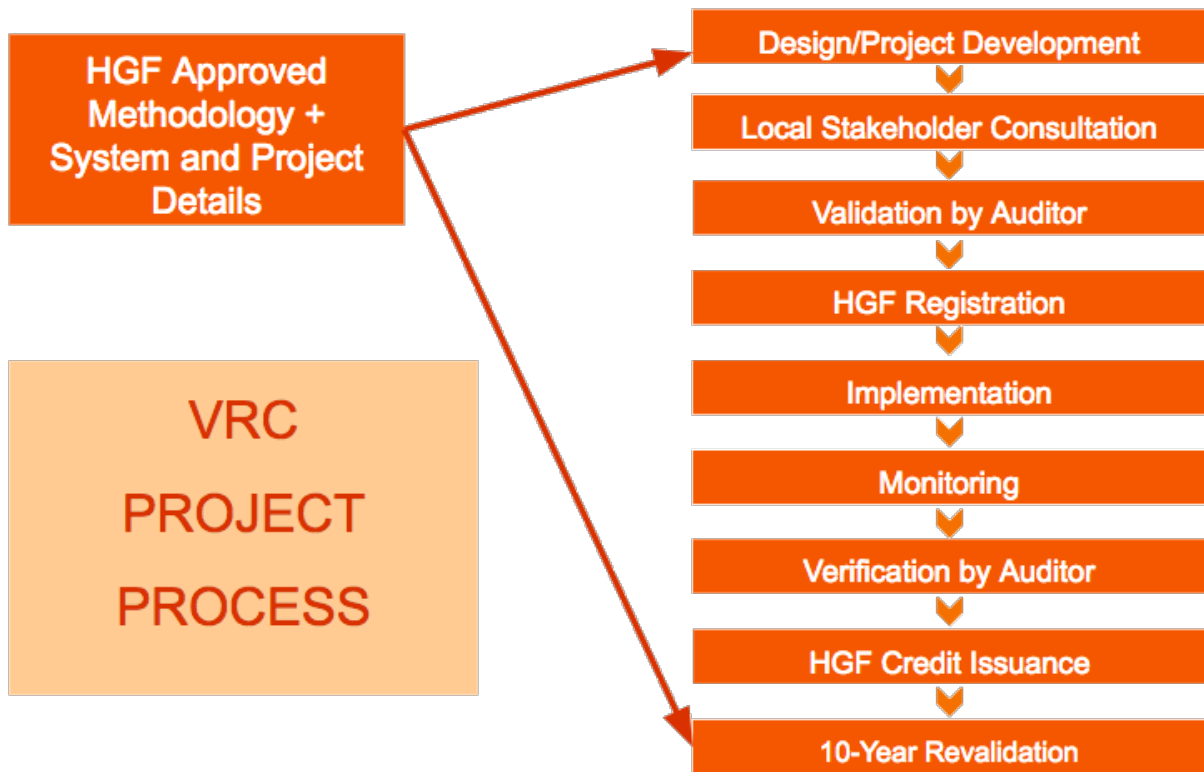 HGF Approved
Methodology +
System and Project
Details
VRC
PROJECT
PROCESS
Design/Project Development
Local Stakeholder Consultation
Validation by Auditor
HGF Registration
Implementation
Monitoring
Verification by Auditor
HGF Credit Issuance
10-Year Revalidation